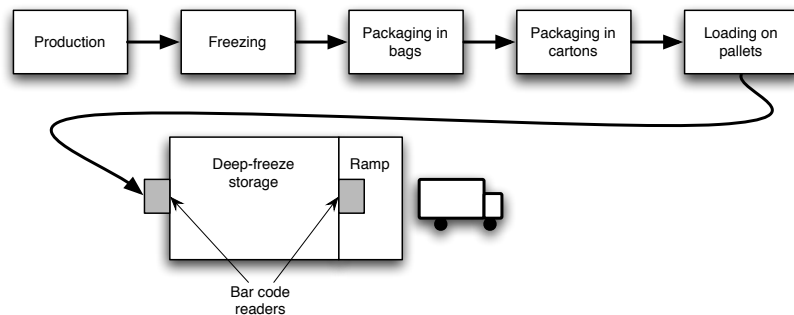 Production
Freezing
Packaging in
bags
Packaging in
cartons
Loading on
pallets
Deep-freeze
storage
Ramp
Bar code
readers